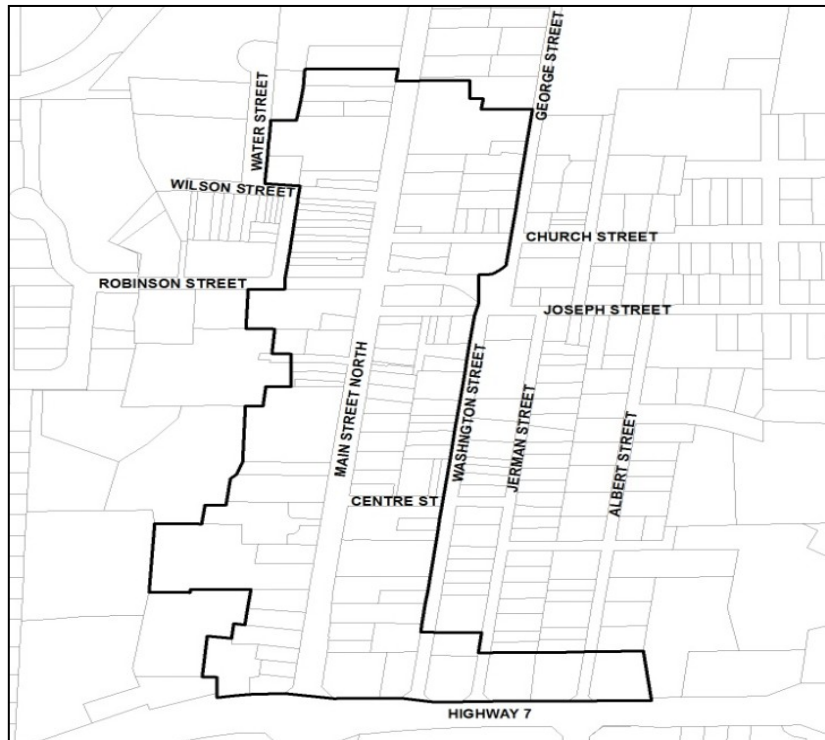 GEORGE STREET
WATER STREET
WILSON STREET
CHURCH STREET
ROBINSON STREET
JOSEPH STREET
MAIN STREET NORTH
WASHNGTON STREET
JERMAN STREET
ALBERT STREET
CENTRE ST
HIGHWAY 7